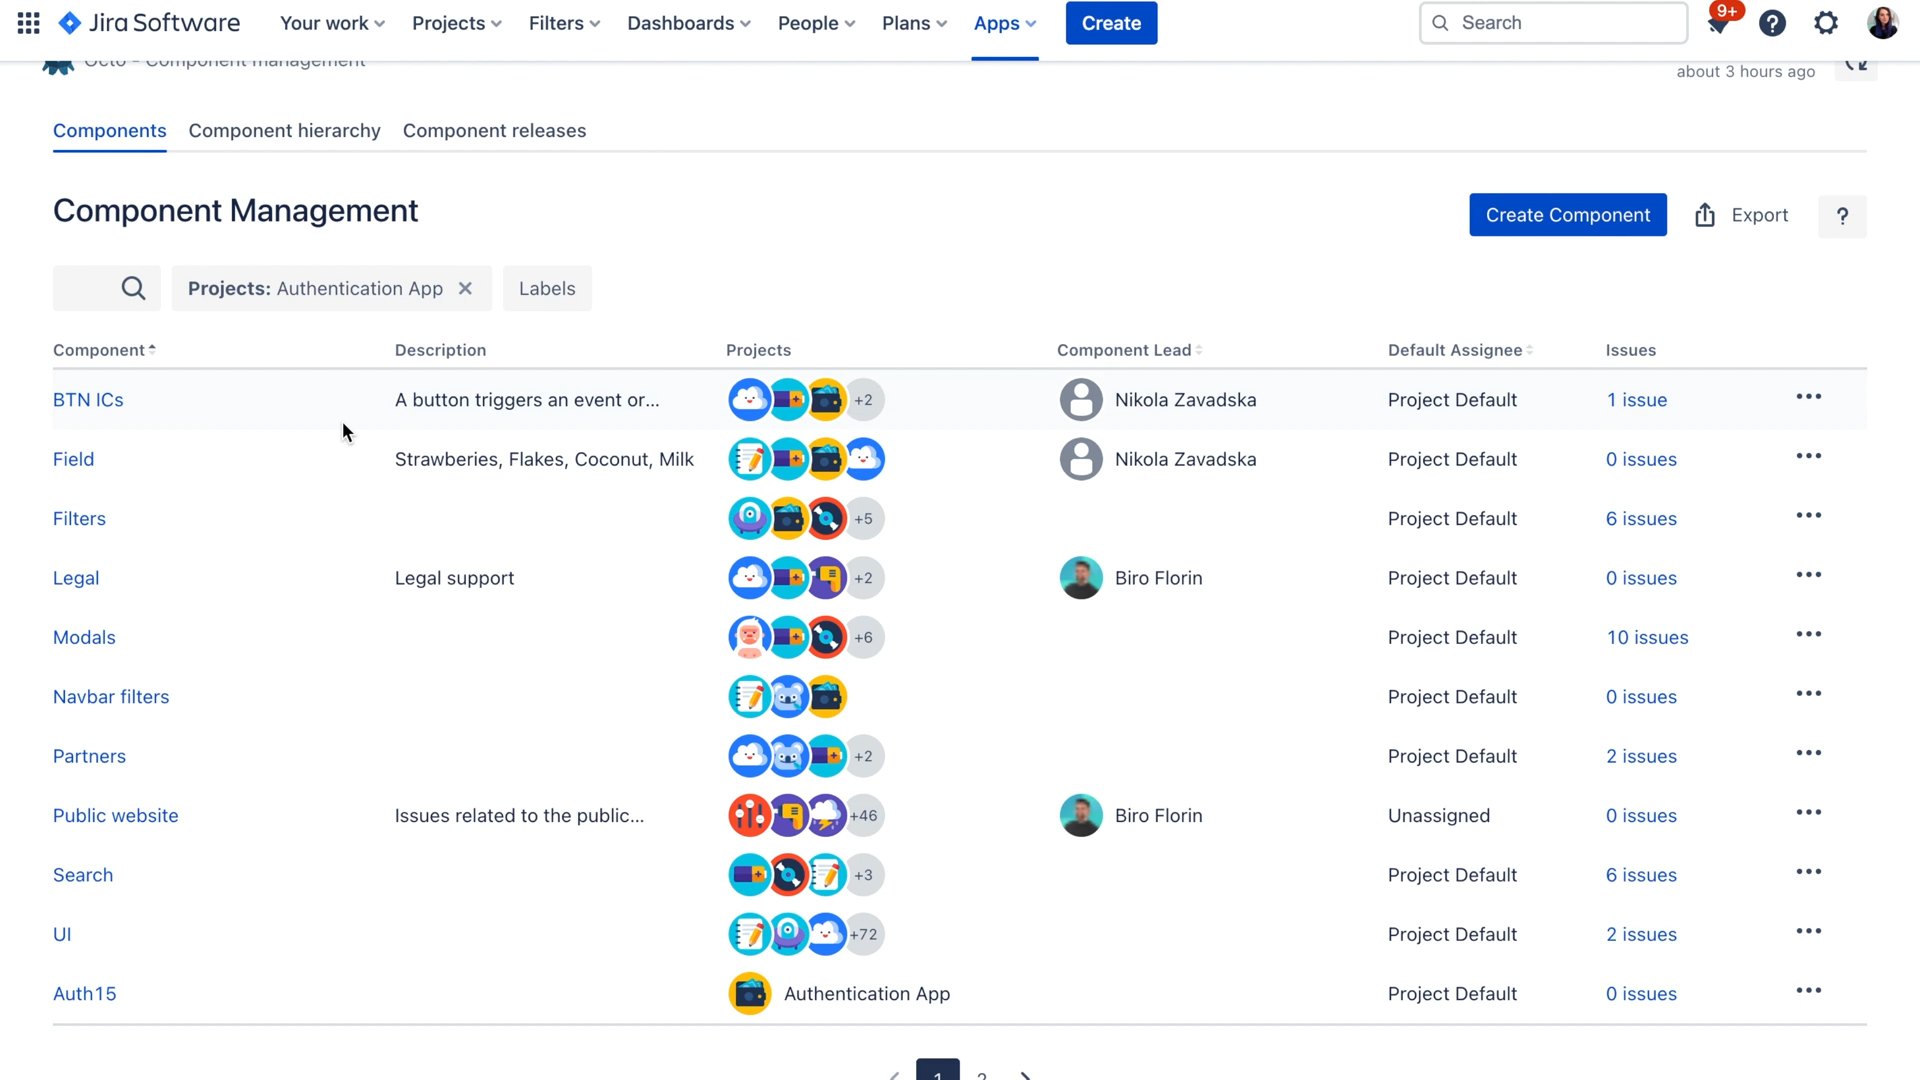 Jira Software Your work Projects Filters Dashboards People Plans Apps Create Search 9+
Octo - Component management
about 3 hours ago
Components Component hierarchy Component releases
Component Management
Create Component Export ?
Projects: Authentication App Labels
Component Description Projects Component Lead Default Assignee Issues
BTN ICs A button triggers an event or... +2 Nikola Zavadska Project Default 1 issue
Field Strawberies, Flakes, Coconut, Milk Nikola Zavadska Project Default 0 issues
Filters +5 Project Default 6 issues
Legal Legal support +2 Biro Florin Project Default 0 issues
Modals +6 Project Default 10 issues
Navbar filters Project Default 0 issues
Partners +2 Project Default 2 issues
Public website Issues related to the public... +46 Biro Florin Unassigned 0 issues
Search +3 Project Default 6 issues
UI +72 Project Default 2 issues
Auth15 Authentication App Project Default 0 issues
1 2